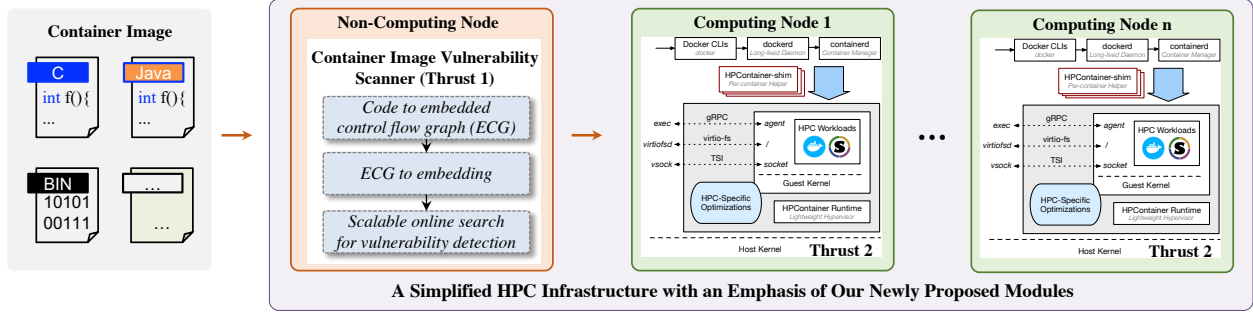 Container Image
C
int f(){
...
Java
int f(){
...
BIN
10101
00111
...
...
Non-Computing Node
Container Image Vulnerability
Scanner (Thrust 1)
Code to embedded
control flow graph (ECG)
ECG to embedding
Scalable online search
for vulnerability detection
Computing Node 1
Docker CLIs
docker
dockerd
Long-lived Daemon
containerd
Container Manager
HPContainer-shim
Per-container Helper
exec
gRPC
agent
virtiofsd
virtio-fs
/
vsock
TSI
socket
HPC Workloads
S
Guest Kernel
HPC-Specific
Optimizations
HPContainer Runtime
Lightweight Hypervisor
Host Kernel
Thrust 2
...
Computing Node n
Docker CLIs
docker
dockerd
Long-lived Daemon
containerd
Container Manager
HPContainer-shim
Per-container Helper
exec
gRPC
agent
virtiofsd
virtio-fs
/
vsock
TSI
socket
HPC Workloads
S
Guest Kernel
HPC-Specific
Optimizations
HPContainer Runtime
Lightweight Hypervisor
Host Kernel
Thrust 2
A Simplified HPC Infrastructure with an Emphasis of Our Newly Proposed Modules